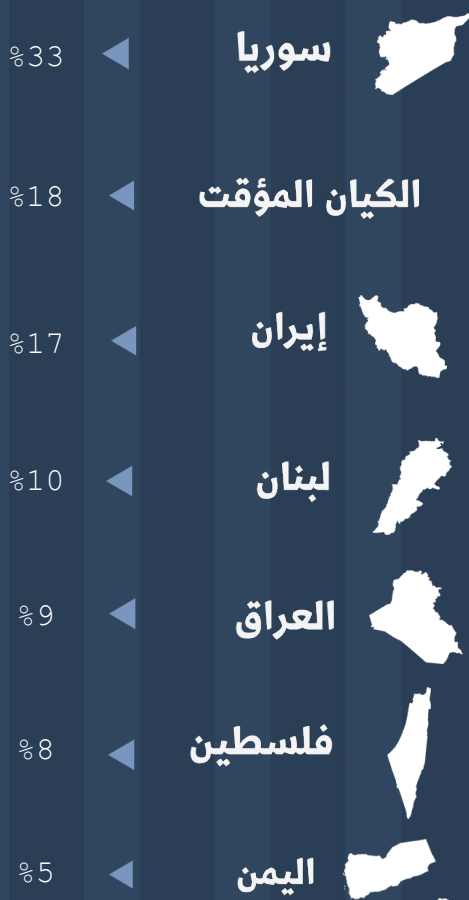 سوريا %33
الكيان المؤقت %18
إيران %17
لبنان %10
العراق %9
فلسطين %8
اليمن %5